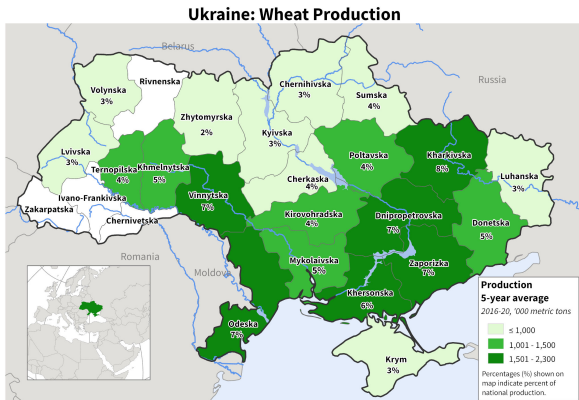 Ukraine: Wheat Production
Belarus
Russia
Rivnenska
Volynska
3%
Chernihivska
3%
Sumska
4%
Zhytomyrska
2%
Kyivska
3%
Lvivska
3%
Ternopilska
4%
Khmelnytska
5%
Poltavska
4%
Kharkivska
8%
Luhanska
3%
Cherkaska
4%
Ivano-Frankivska
Zakarpatska
Chernivetska
Vinnytska
7%
Kirovohradska
4%
Dnipropetrovska
7%
Donetska
5%
Romania
Moldova
Mykolaivska
5%
Zaporizka
7%
Khersonska
6%
Odeska
7%
Krym
3%
Production
5-year average
2016-20, '000 metric tons
≤ 1,000
1,001 - 1,500
1,501 - 2,300
Percentages (%) shown on
map indicate percent of
national production.